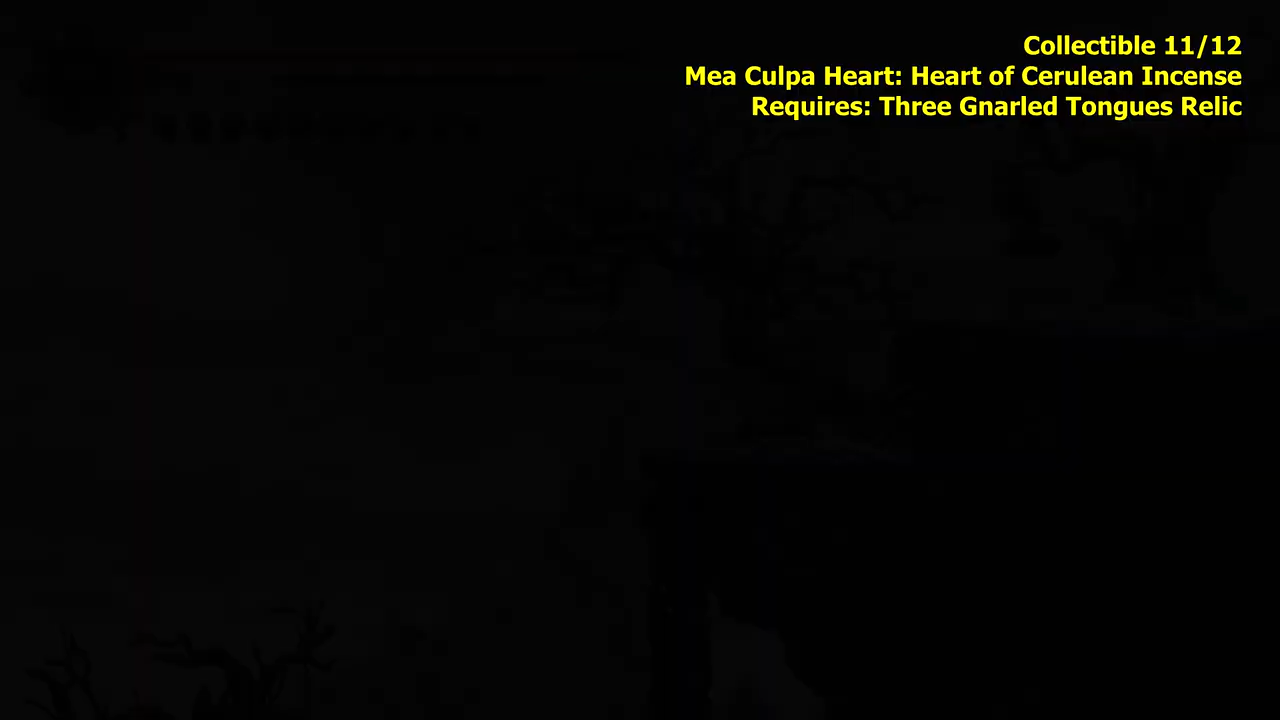 Collectible 11/12
Mea Culpa Heart: Heart of Cerulean Incense
Requires: Three Gnarled Tongues Relic